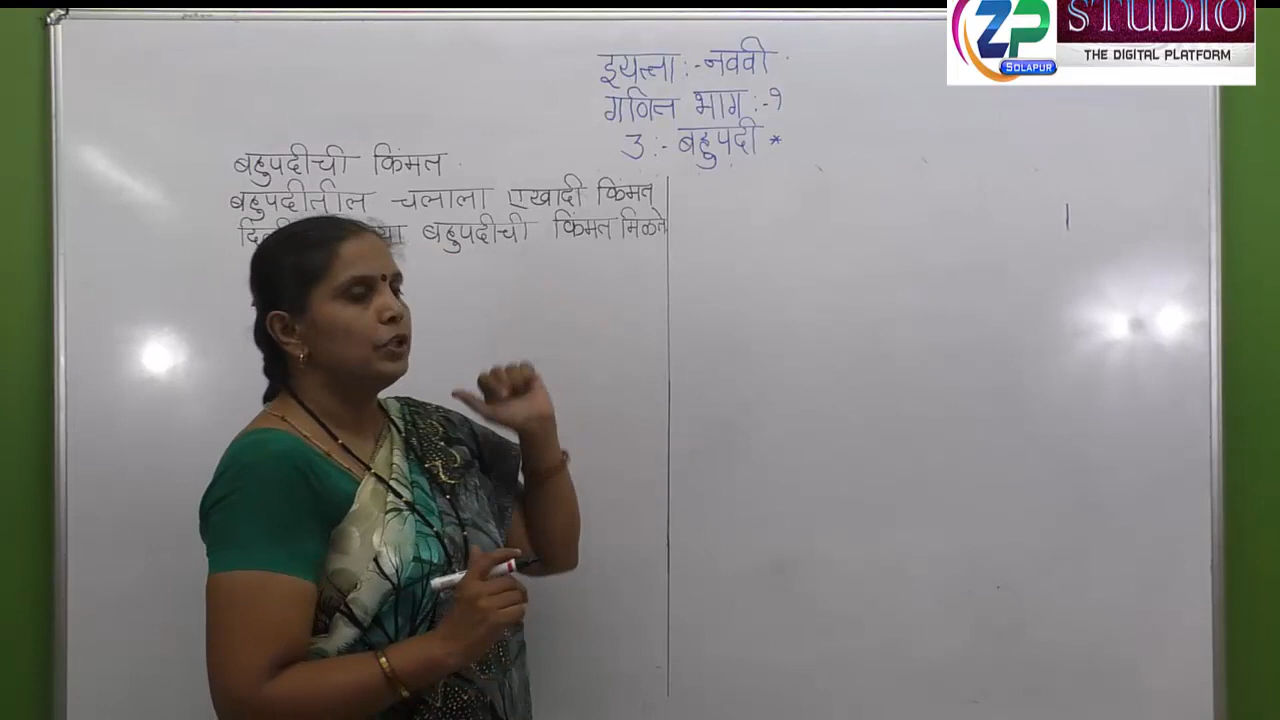 ZP STUDIO
SOLAPUR THE DIGITAL PLATFORM
इयत्ता :- नववी
गणित भाग :- १
3 :- बहुपदी *
बहुपदीची किंमत
बहुपदीतील चलाला एखादी किंमत
बहुपदीची किंमत मिळते